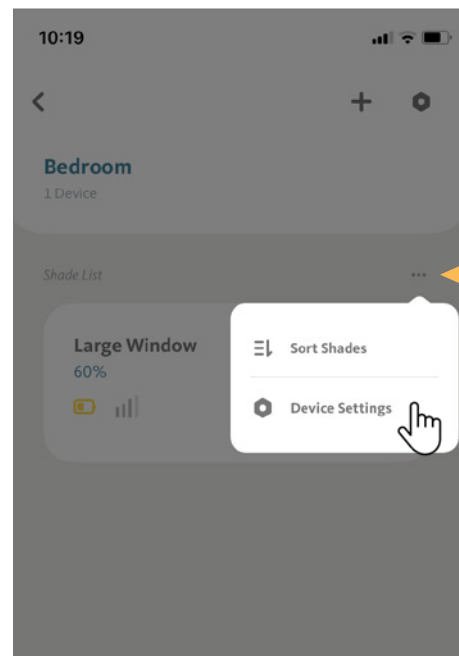 10:19
Bedroom
1 Device
Shade List
Large Window
60%
Sort Shades
Device Settings